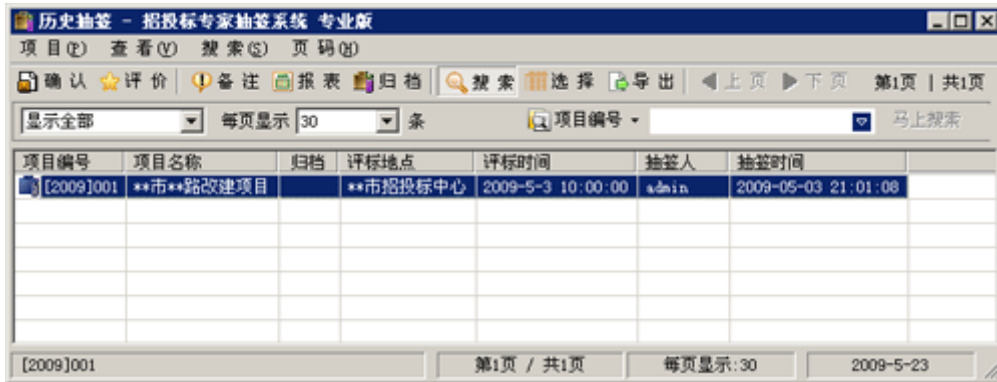 历史抽签 - 招投标专家抽签系统 专业版
项目(P) 查看(V) 搜索(S) 页码(H)
确认 评价 备注 报表 归档 搜索 选择 导出 上页 下页 第1页 | 共1页
显示全部 每页显示 30 条 项目编号 马上搜索
项目编号 项目名称 归档 评标地点 评标时间 抽签人 抽签时间
[2009]001 **市**路改建项目 **市招投标中心 2009-5-3 10:00:00 admin 2009-05-03 21:01:08
[2009]001 第1页 / 共1页 每页显示:30 2009-5-23